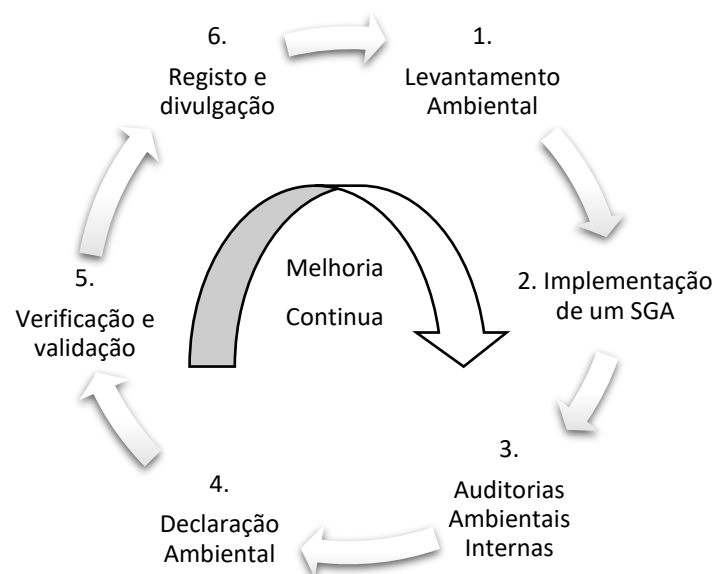 1.
Levantamento
Ambiental
2. Implementação
de um SGA
3.
Auditorias
Ambientais
Internas
4.
Declaração
Ambiental
5.
Verificação e
validação
6.
Registo e
divulgação
Melhoria
Continua